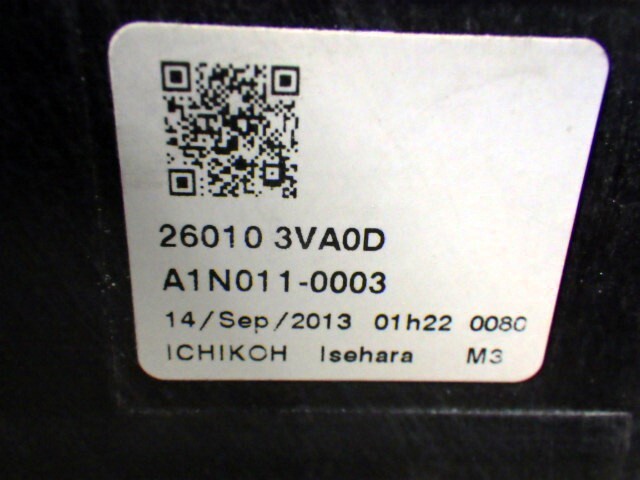 26010 3VA0D
A1N011-0003
14/Sep/2013 01h22 0080
ICHIKOH Isehara M3